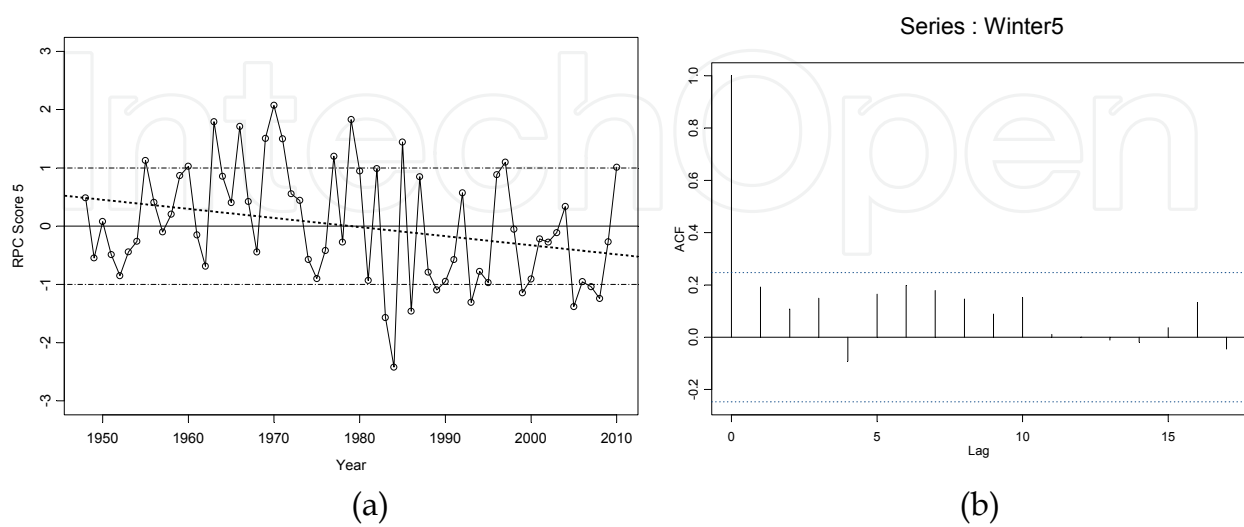 Series : Winter5
IntechOpen
3
2
1
0
-1
-2
-3
RPC Score 5
1950 1960 1970 1980 1990 2000 2010
Year
(a)
1.0
0.8
0.6
0.4
0.2
0.0
-0.2
ACF
0 5 10 15
Lag
(b)